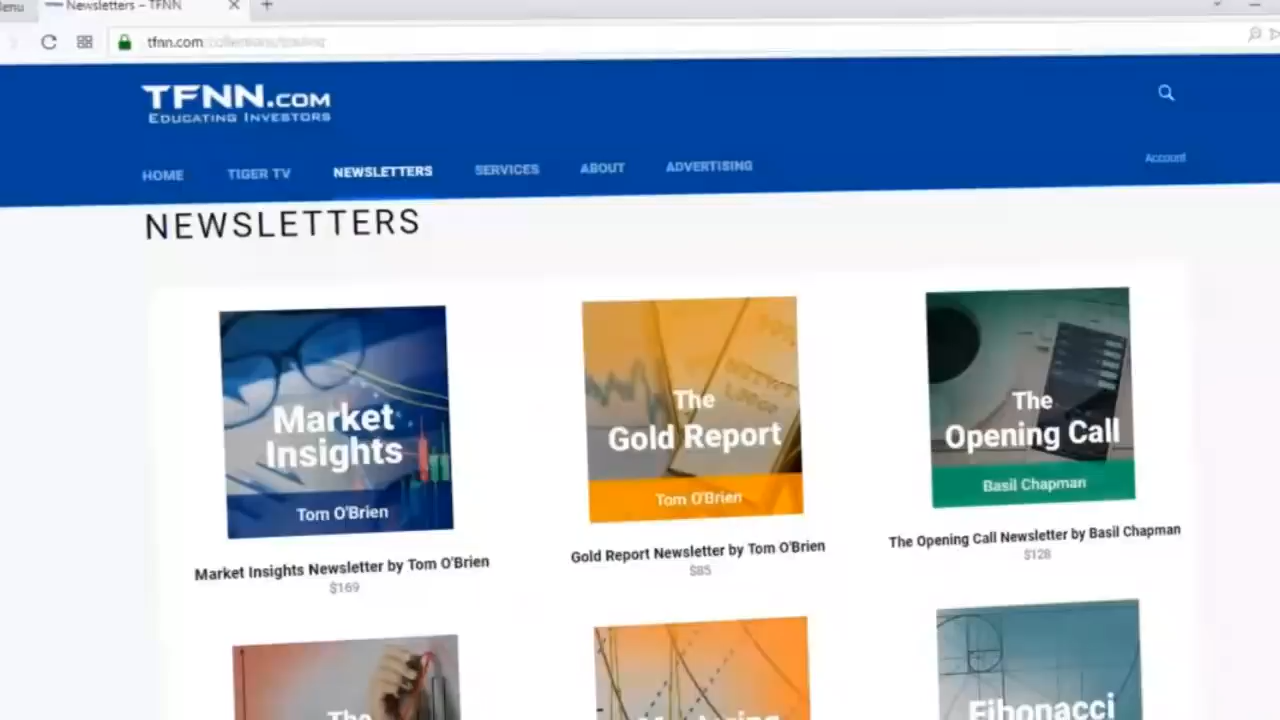 Newsletters – TFNN
tfnn.com
TFNN.COM
EDUCATING INVESTORS
HOME TIGER TV NEWSLETTERS SERVICES ABOUT ADVERTISING
Account
NEWSLETTERS
Market
Insights
Tom O'Brien
Market Insights Newsletter by Tom O'Brien
$169
The
Gold Report
Tom O'Brien
Gold Report Newsletter by Tom O'Brien
$85
The
Opening Call
Basil Chapman
The Opening Call Newsletter by Basil Chapman
$128
The
Fibonacci